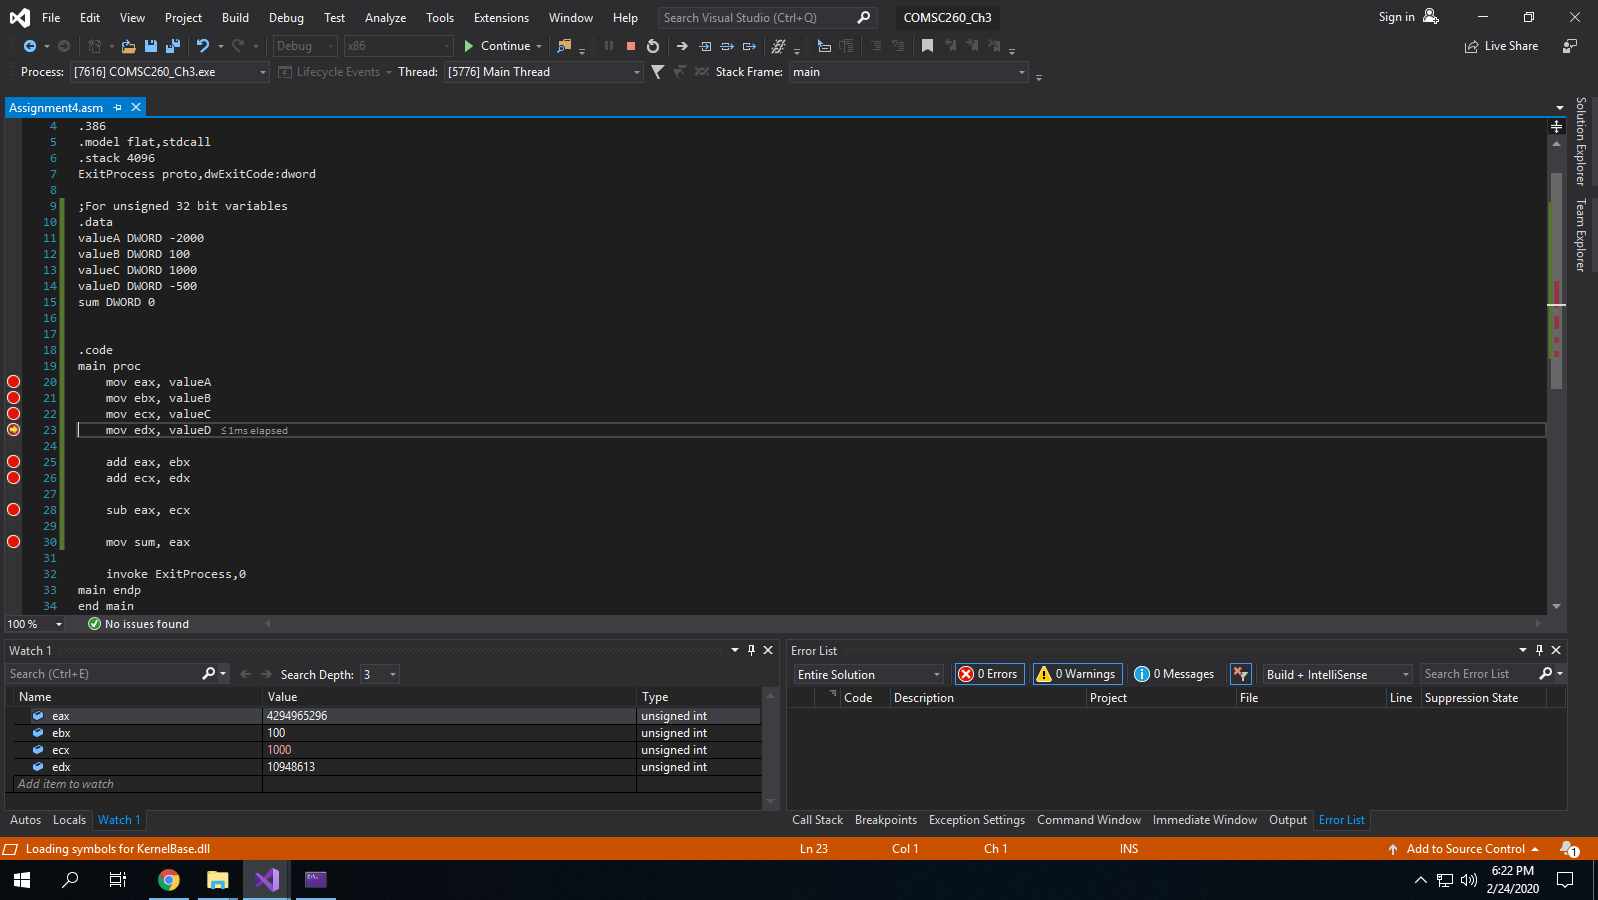 File Edit View Project Build Debug Test Analyze Tools Extensions Window Help Search Visual Studio (Ctrl+Q) COMSC260_Ch3 Sign in
Debug x86 Continue Live Share
Process: [7616] COMSC260_Ch3.exe Lifecycle Events Thread: [5776] Main Thread Stack Frame: main
Assignment4.asm
4 .386
5 .model flat,stdcall
6 .stack 4096
7 ExitProcess proto,dwExitCode:dword
8
9 ;For unsigned 32 bit variables
10 .data
11 valueA DWORD -2000
12 valueB DWORD 100
13 valueC DWORD 1000
14 valueD DWORD -500
15 sum DWORD 0
16
17
18 .code
19 main proc
20 mov eax, valueA
21 mov ebx, valueB
22 mov ecx, valueC
23 mov edx, valueD ≤1ms elapsed
24
25 add eax, ebx
26 add ecx, edx
27
28 sub eax, ecx
29
30 mov sum, eax
31
32 invoke ExitProcess,0
33 main endp
34 end main
Solution Explorer
Team Explorer
100 % No issues found
Watch 1
Search (Ctrl+E) Search Depth: 3
Name Value Type
eax 4294965296 unsigned int
ebx 100 unsigned int
ecx 1000 unsigned int
edx 10948613 unsigned int
Add item to watch
Autos Locals Watch 1
Error List
Entire Solution 0 Errors 0 Warnings 0 Messages Build + IntelliSense Search Error List
Code Description Project File Line Suppression State
Call Stack Breakpoints Exception Settings Command Window Immediate Window Output Error List
Loading symbols for KernelBase.dll Ln 23 Col 1 Ch 1 INS Add to Source Control 1
6:22 PM
2/24/2020